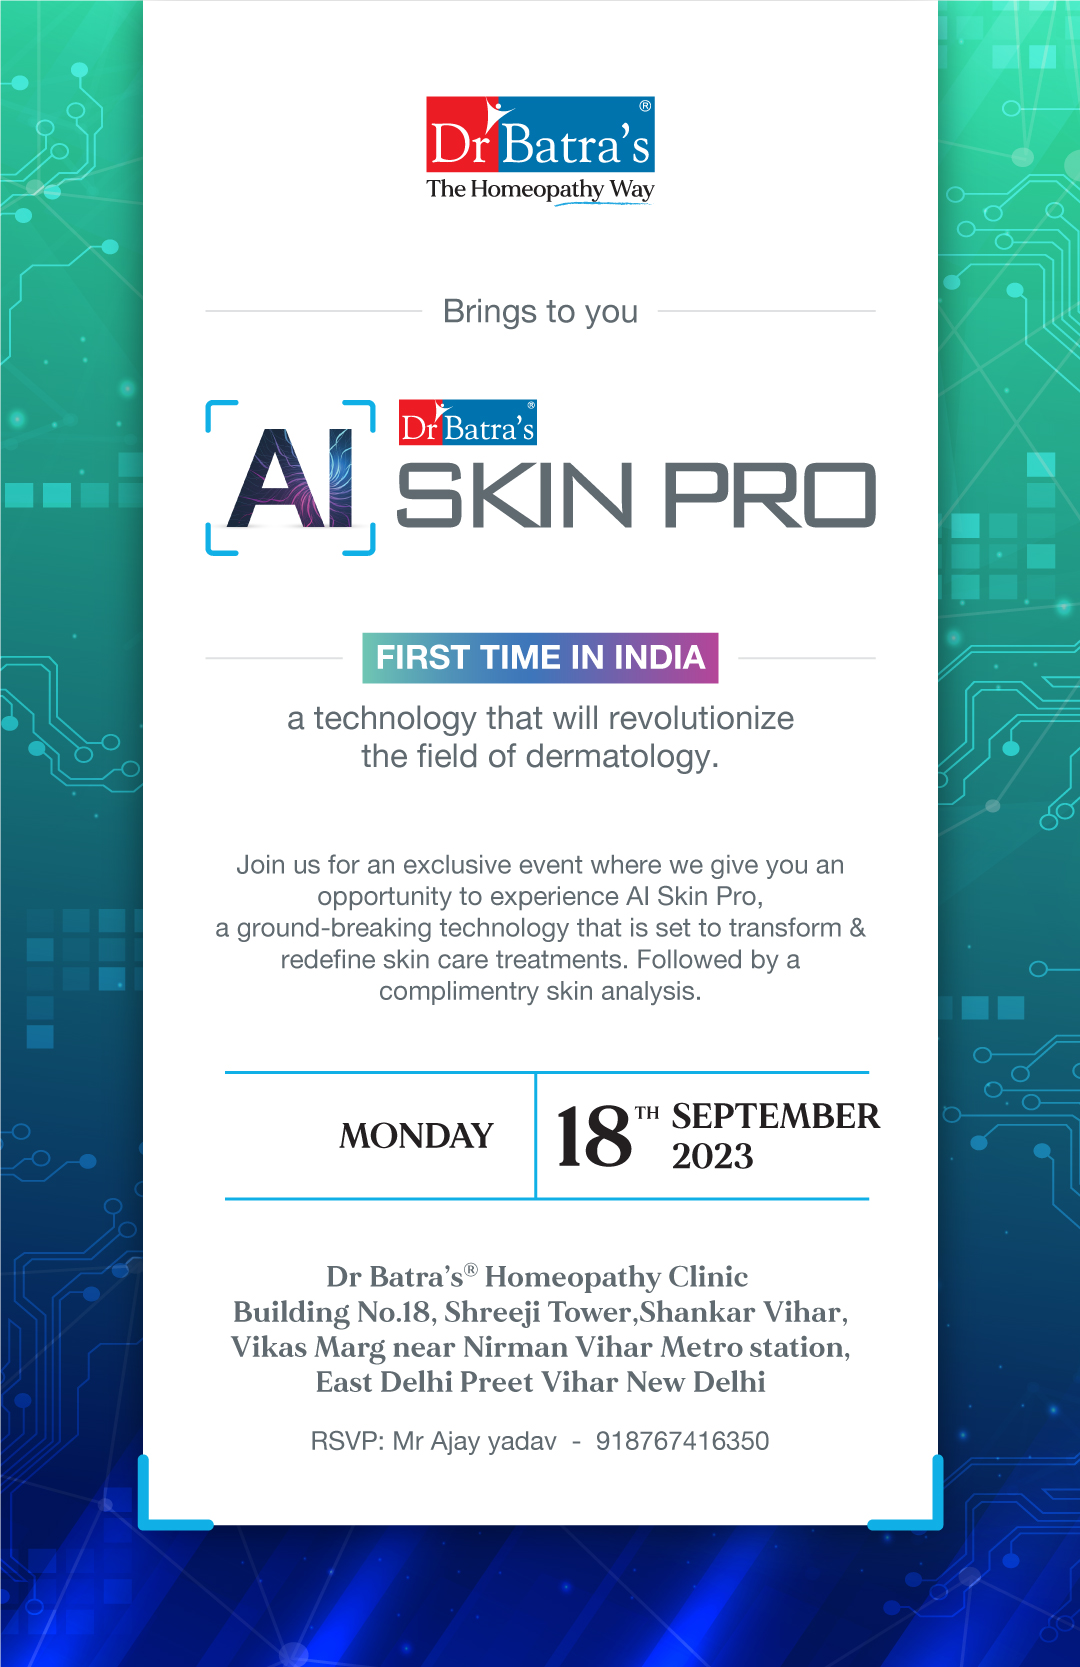 Dr Batra's®
The Homeopathy Way
Brings to you
AI
Dr Batra's®
SKIN PRO
FIRST TIME IN INDIA
a technology that will revolutionize
the field of dermatology.
Join us for an exclusive event where we give you an
opportunity to experience AI Skin Pro,
a ground-breaking technology that is set to transform &
redefine skin care treatments. Followed by a
complimentry skin analysis.
MONDAY
18TH SEPTEMBER
2023
Dr Batra's® Homeopathy Clinic
Building No.18, Shreeji Tower,Shankar Vihar,
Vikas Marg near Nirman Vihar Metro station,
East Delhi Preet Vihar New Delhi
RSVP: Mr Ajay yadav - 918767416350